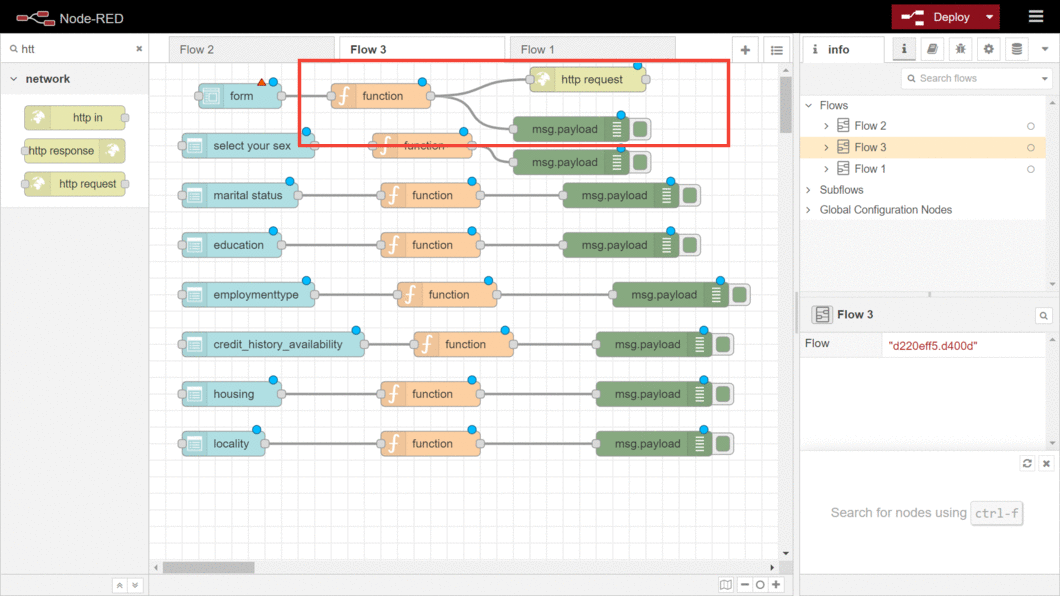 Node-RED
Deploy
htt
Flow 2
Flow 3
Flow 1
i info
i
network
http in
http response
http request
form
function
http request
msg.payload
select your sex
function
msg.payload
marital status
function
msg.payload
education
function
msg.payload
employmenttype
function
msg.payload
credit_history_availability
function
msg.payload
housing
function
msg.payload
locality
function
msg.payload
Search flows
Flows
Flow 2
Flow 3
Flow 1
Subflows
Global Configuration Nodes
Flow 3
Flow "d220eff5.d400d"
Search for nodes using ctrl-f